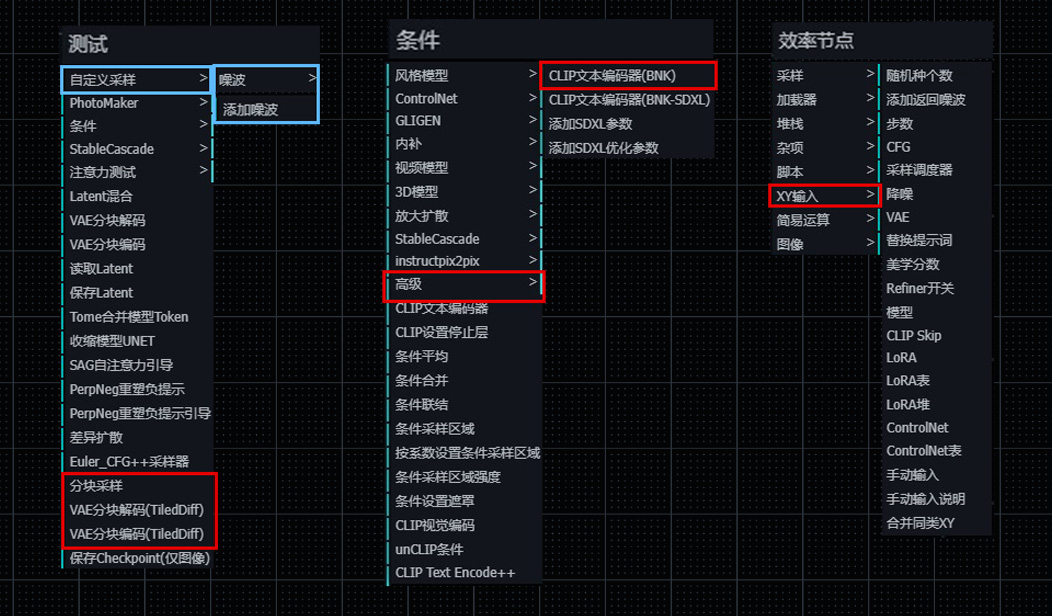 测试
自定义采样 >
PhotoMaker >
条件 >
StableCascade >
注意力测试 >
Latent混合
VAE分块解码
VAE分块编码
读取Latent
保存Latent
Tome合并模型Token
收缩模型UNET
SAG自注意力引导
PerpNeg重塑负提示
PerpNeg重塑负提示引导
差异扩散
Euler_CFG++采样器
分块采样
VAE分块解码(TiledDiff)
VAE分块编码(TiledDiff)
保存Checkpoint(仅图像)
噪波 >
添加噪波
条件
风格模型 >
ControlNet >
GLIGEN >
内补 >
视频模型 >
3D模型 >
放大扩散 >
StableCascade >
instructpix2pix >
高级 >
CLIP文本编码器
CLIP设置停止层
条件平均
条件合并
条件联结
条件采样区域
按系数设置条件采样区域
条件采样区域强度
条件设置遮罩
CLIP视觉编码
unCLIP条件
CLIP Text Encode++
CLIP文本编码器(BNK)
CLIP文本编码器(BNK-SDXL)
添加SDXL参数
添加SDXL优化参数
效率节点
采样 >
加载器 >
堆栈 >
杂项 >
脚本 >
XY输入 >
简易运算 >
图像 >
随机种个数
添加返回噪波
步数
CFG
采样调度器
降噪
VAE
替换提示词
美学分数
Refiner开关
模型
CLIP Skip
LoRA
LoRA表
LoRA堆
ControlNet
ControlNet表
手动输入
手动输入说明
合并同类XY